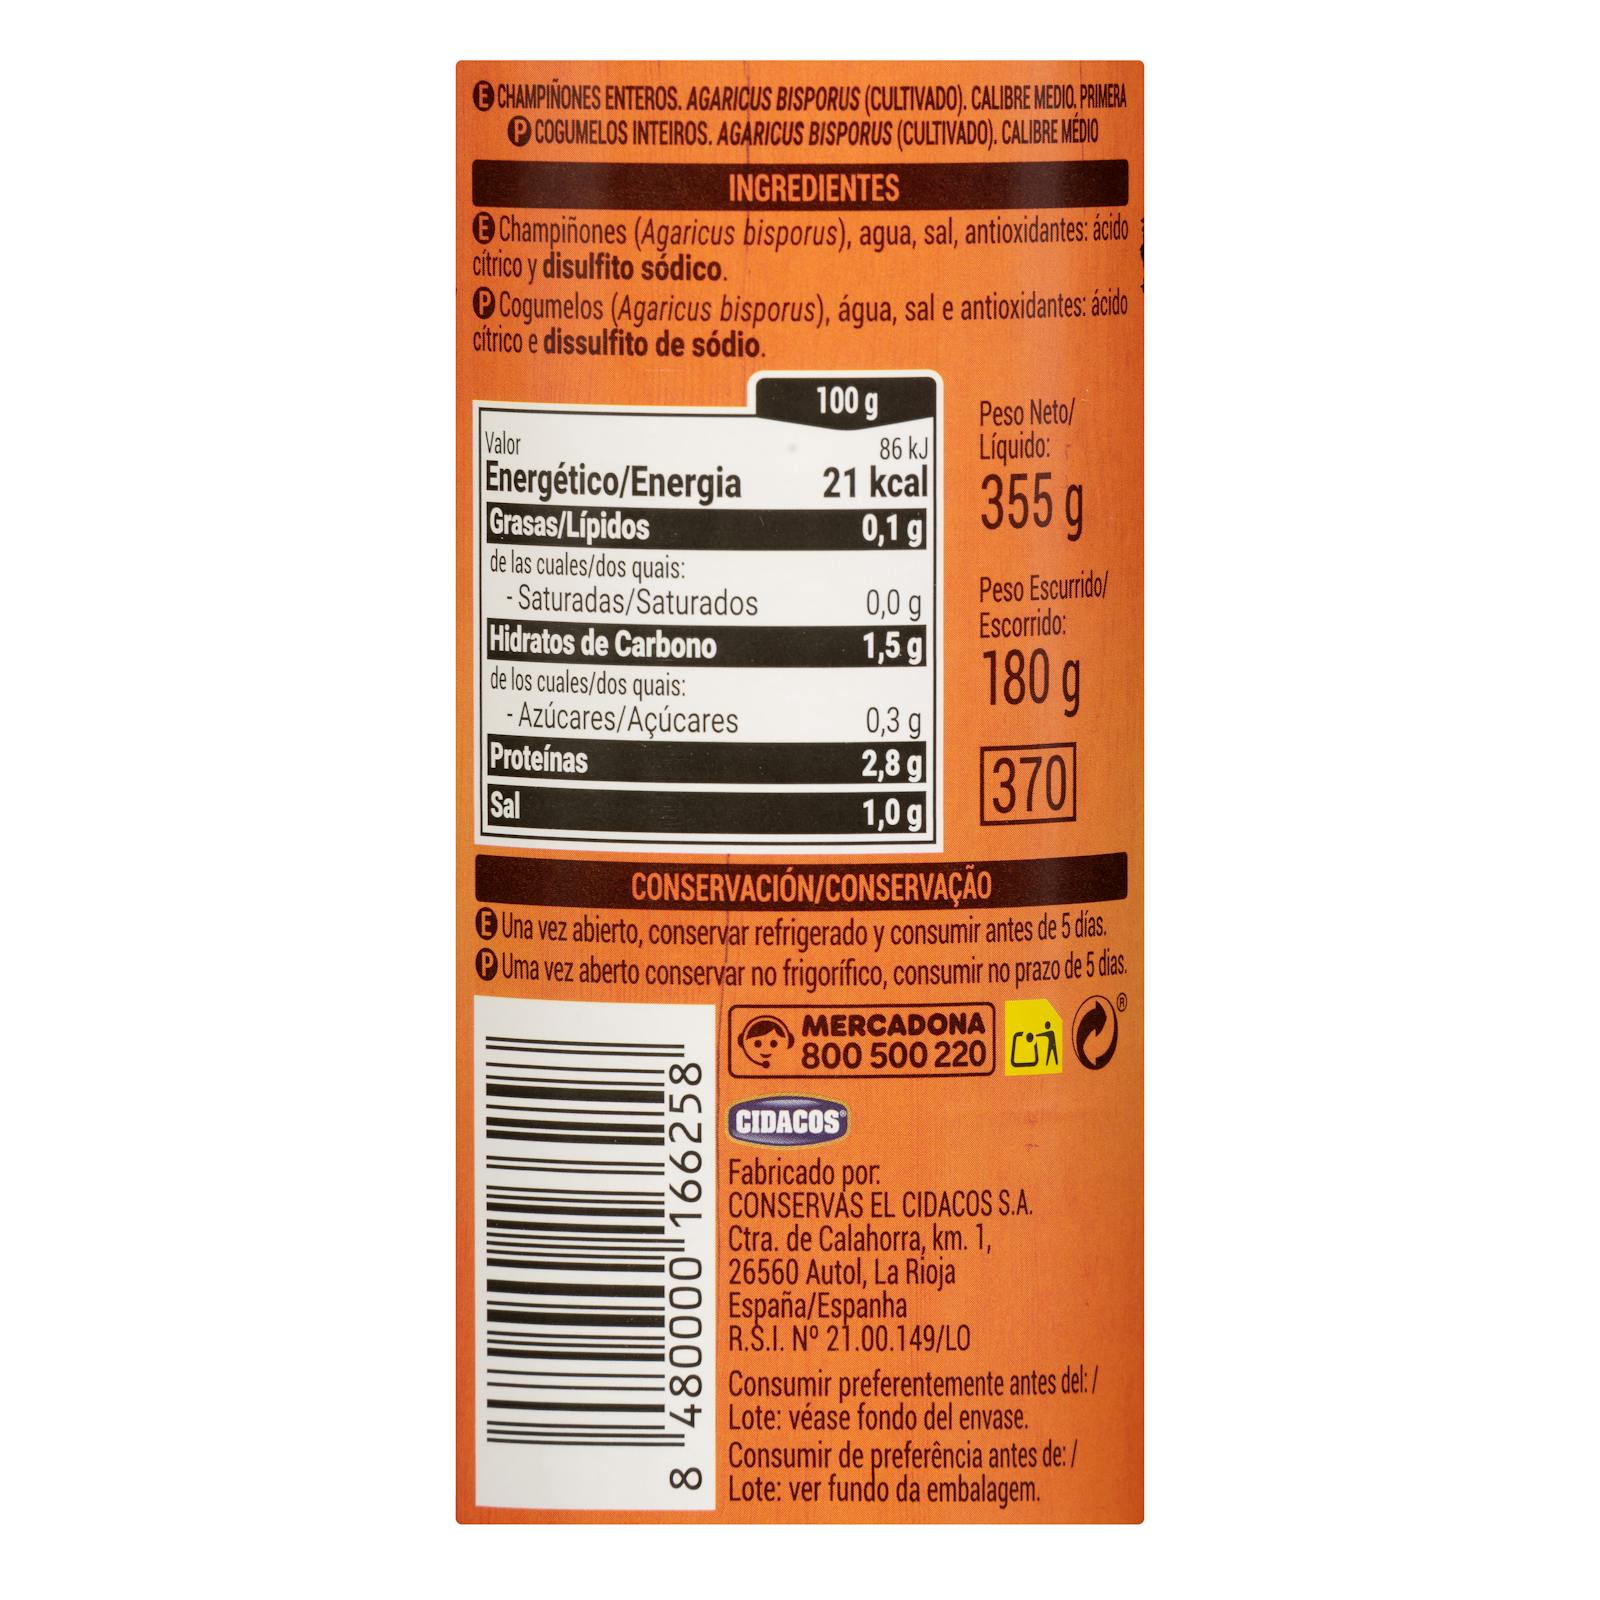 E CHAMPIÑONES ENTEROS. AGARICUS BISPORUS (CULTIVADO). CALIBRE MEDIO. PRIMERA
P COGUMELOS INTEIROS. AGARICUS BISPORUS (CULTIVADO). CALIBRE MÉDIO
INGREDIENTES
E Champiñones (Agaricus bisporus), agua, sal, antioxidantes: ácido
cítrico y disulfito sódico.
P Cogumelos (Agaricus bisporus), água, sal e antioxidantes: ácido
cítrico e dissulfito de sódio.
100 g
Valor 86 kJ
Energético/Energia 21 kcal
Grasas/Lípidos 0,1 g
de las cuales/dos quais:
- Saturadas/Saturados 0,0 g
Hidratos de Carbono 1,5 g
de los cuales/dos quais:
- Azúcares/Açúcares 0,3 g
Proteínas 2,8 g
Sal 1,0 g
Peso Neto/
Líquido:
355 g
Peso Escurrido/
Escorrido:
180 g
370
CONSERVACIÓN/CONSERVAÇÃO
E Una vez abierto, conservar refrigerado y consumir antes de 5 días.
P Uma vez aberto conservar no frigorífico, consumir no prazo de 5 dias.
8 480000 166258
MERCADONA
800 500 220
®
CIDACOS®
Fabricado por:
CONSERVAS EL CIDACOS S.A.
Ctra. de Calahorra, km. 1,
26560 Autol, La Rioja
España/Espanha
R.S.I. Nº 21.00.149/LO
Consumir preferentemente antes del: /
Lote: véase fondo del envase.
Consumir de preferência antes de: /
Lote: ver fundo da embalagem.